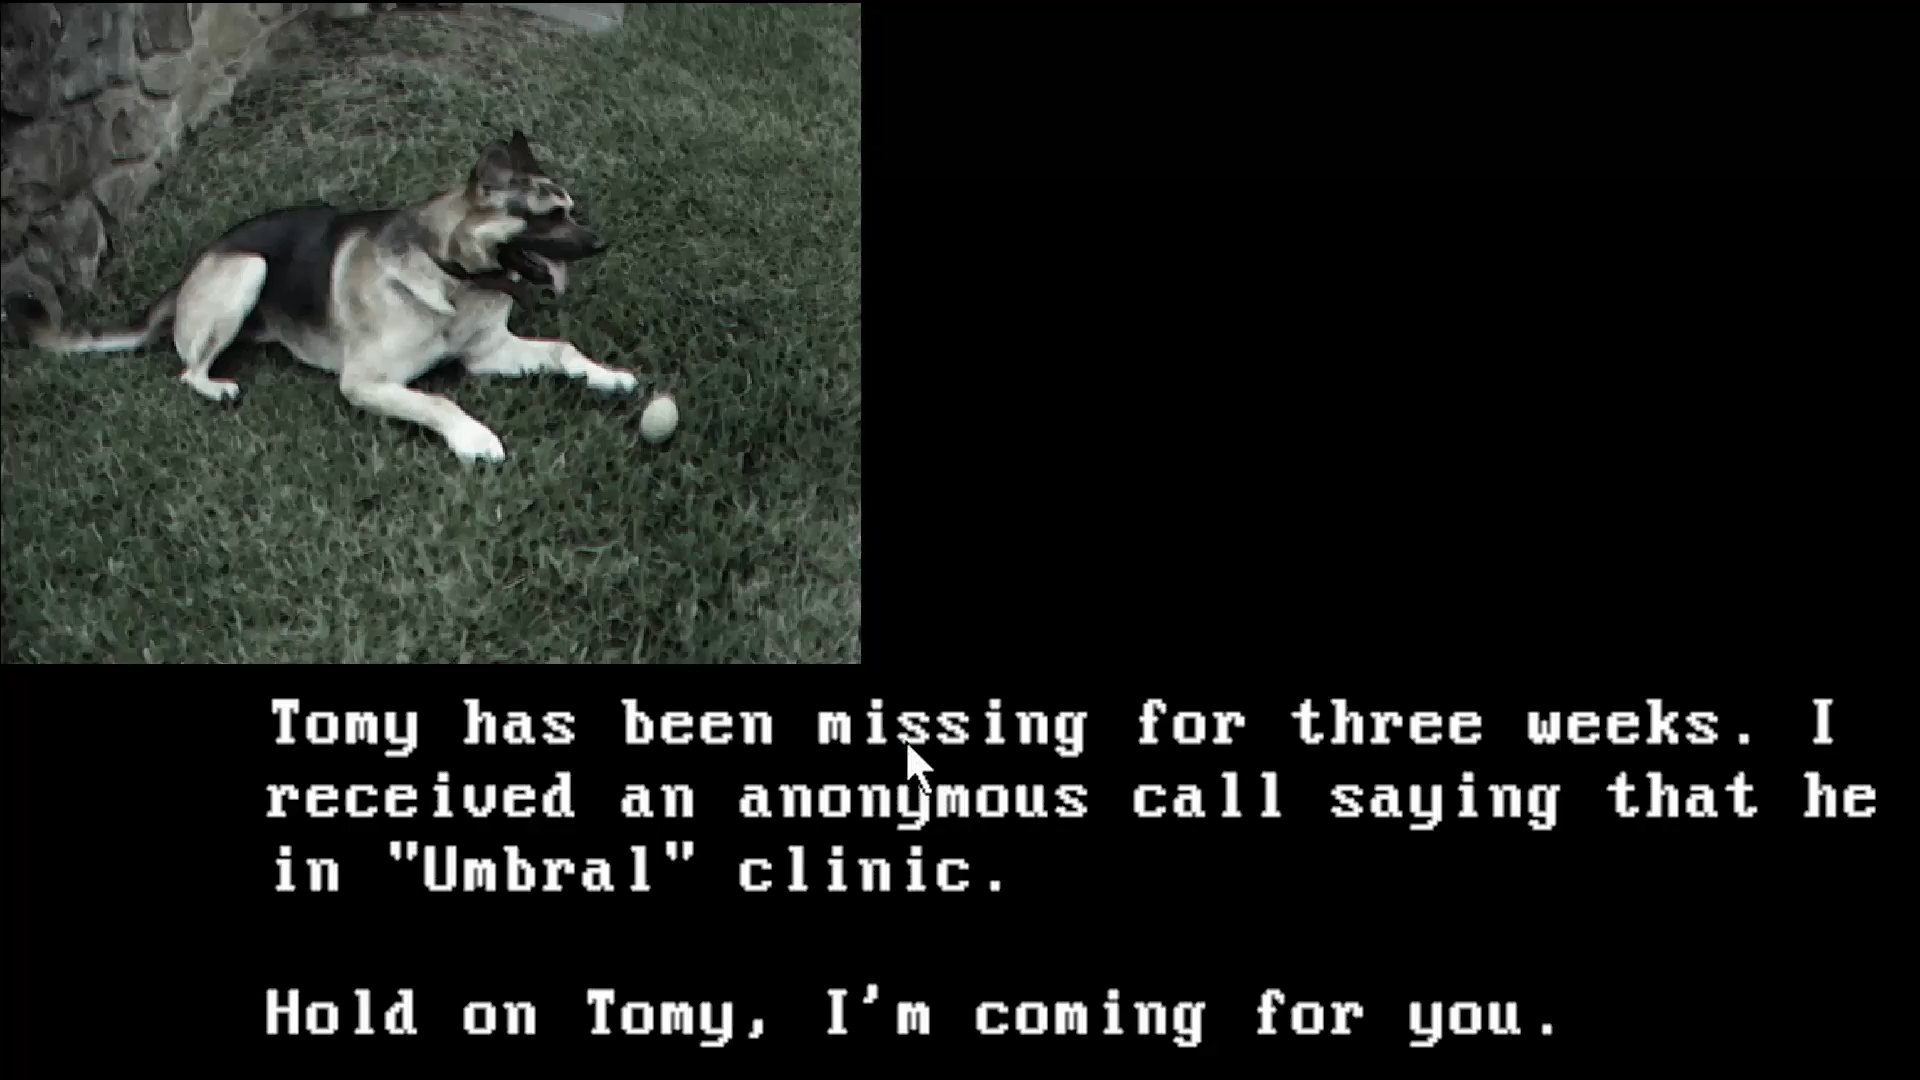 Tomy has been missing for three weeks. I
received an anonymous call saying that he
in "Umbral" clinic.
Hold on Tomy, I'm coming for you.